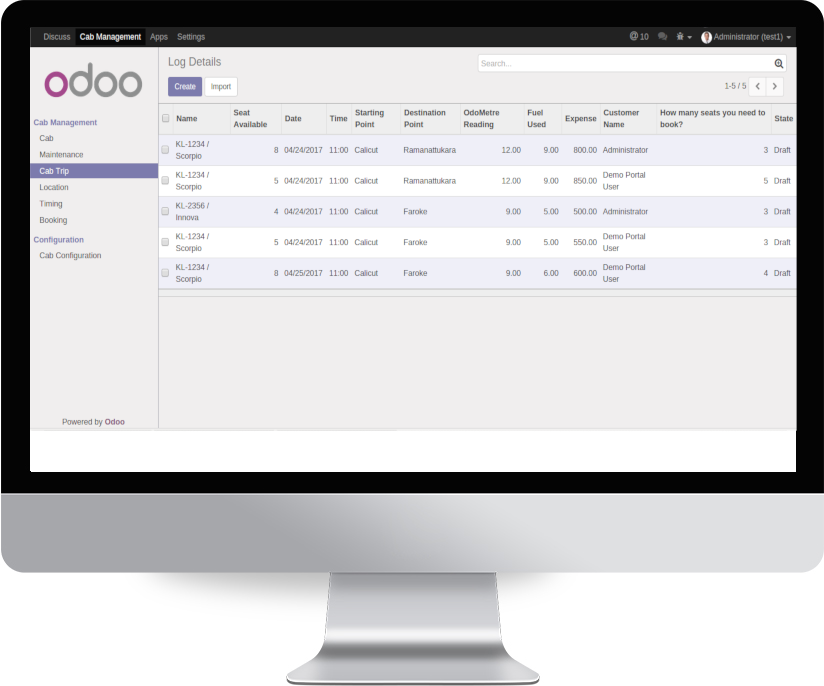 Discuss Cab Management Apps Settings @ 10 Administrator (test1)
odoo
Log Details
Search...
Create Import
1-5 / 5
Cab Management
Cab
Maintenance
Cab Trip
Location
Timing
Booking
Configuration
Cab Configuration
Name Seat Available Date Time Starting Point Destination Point OdoMetre Reading Fuel Used Expense Customer Name How many seats you need to book? State
KL-1234 / Scorpio 8 04/24/2017 11:00 Calicut Ramanattukara 12.00 9.00 800.00 Administrator 3 Draft
KL-1234 / Scorpio 5 04/24/2017 11:00 Calicut Ramanattukara 12.00 9.00 850.00 Demo Portal User 5 Draft
KL-2356 / Innova 4 04/24/2017 11:00 Calicut Faroke 9.00 5.00 500.00 Administrator 3 Draft
KL-1234 / Scorpio 5 04/24/2017 11:00 Calicut Faroke 9.00 5.00 550.00 Demo Portal User 3 Draft
KL-1234 / Scorpio 8 04/25/2017 11:00 Calicut Faroke 9.00 6.00 600.00 Demo Portal User 4 Draft
Powered by Odoo